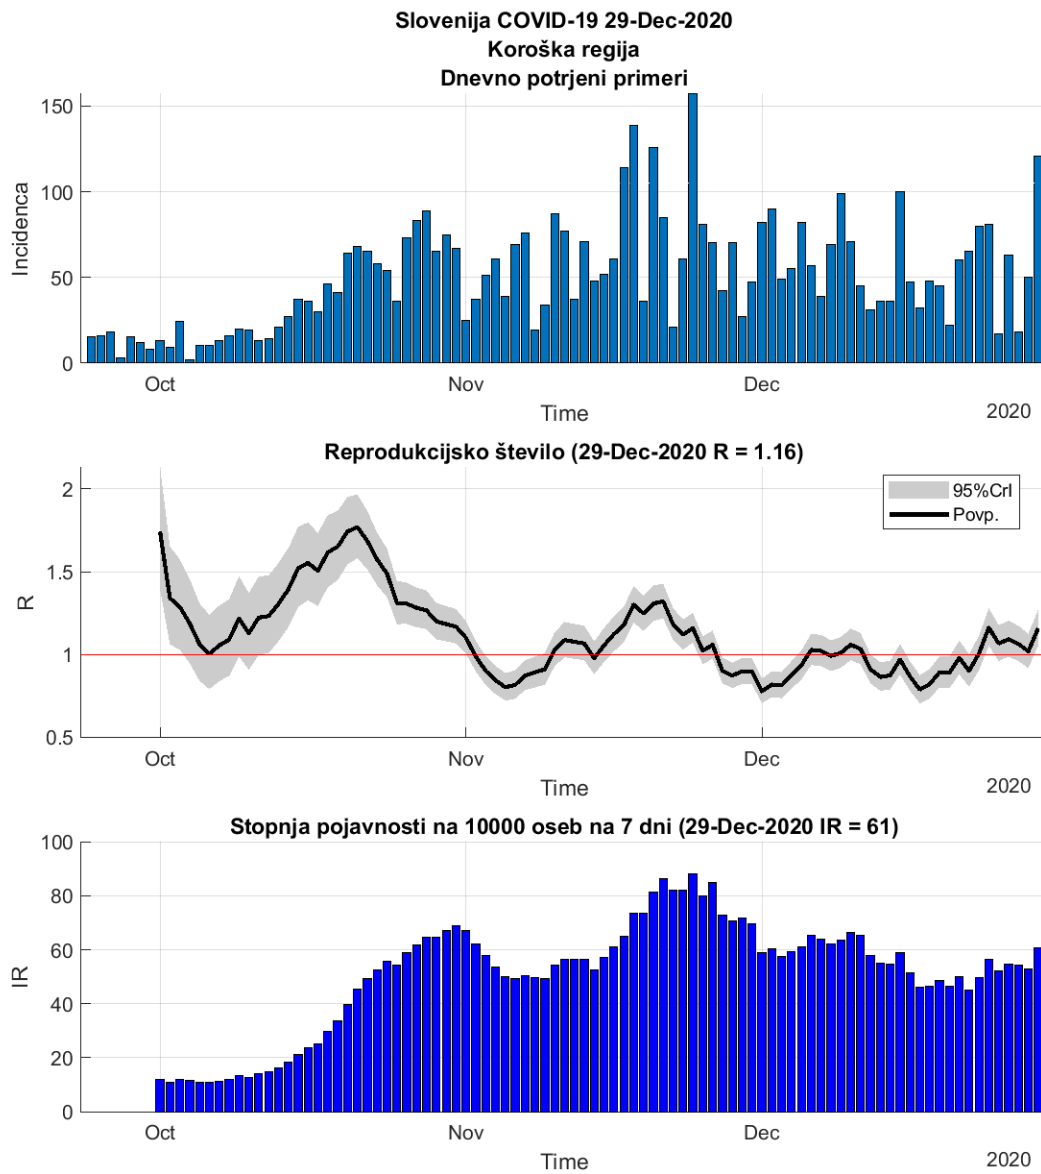 Slovenija COVID-19 29-Dec-2020
Koroška regija
Dnevno potrjeni primeri
150
100
50
0
Incidenca
Oct
Nov
Dec
Time
2020
Reprodukcijsko število (29-Dec-2020 R = 1.16)
2
1.5
1
0.5
R
95%CrI
Povp.
Oct
Nov
Dec
Time
2020
Stopnja pojavnosti na 10000 oseb na 7 dni (29-Dec-2020 IR = 61)
100
80
60
40
20
0
IR
Oct
Nov
Dec
Time
2020